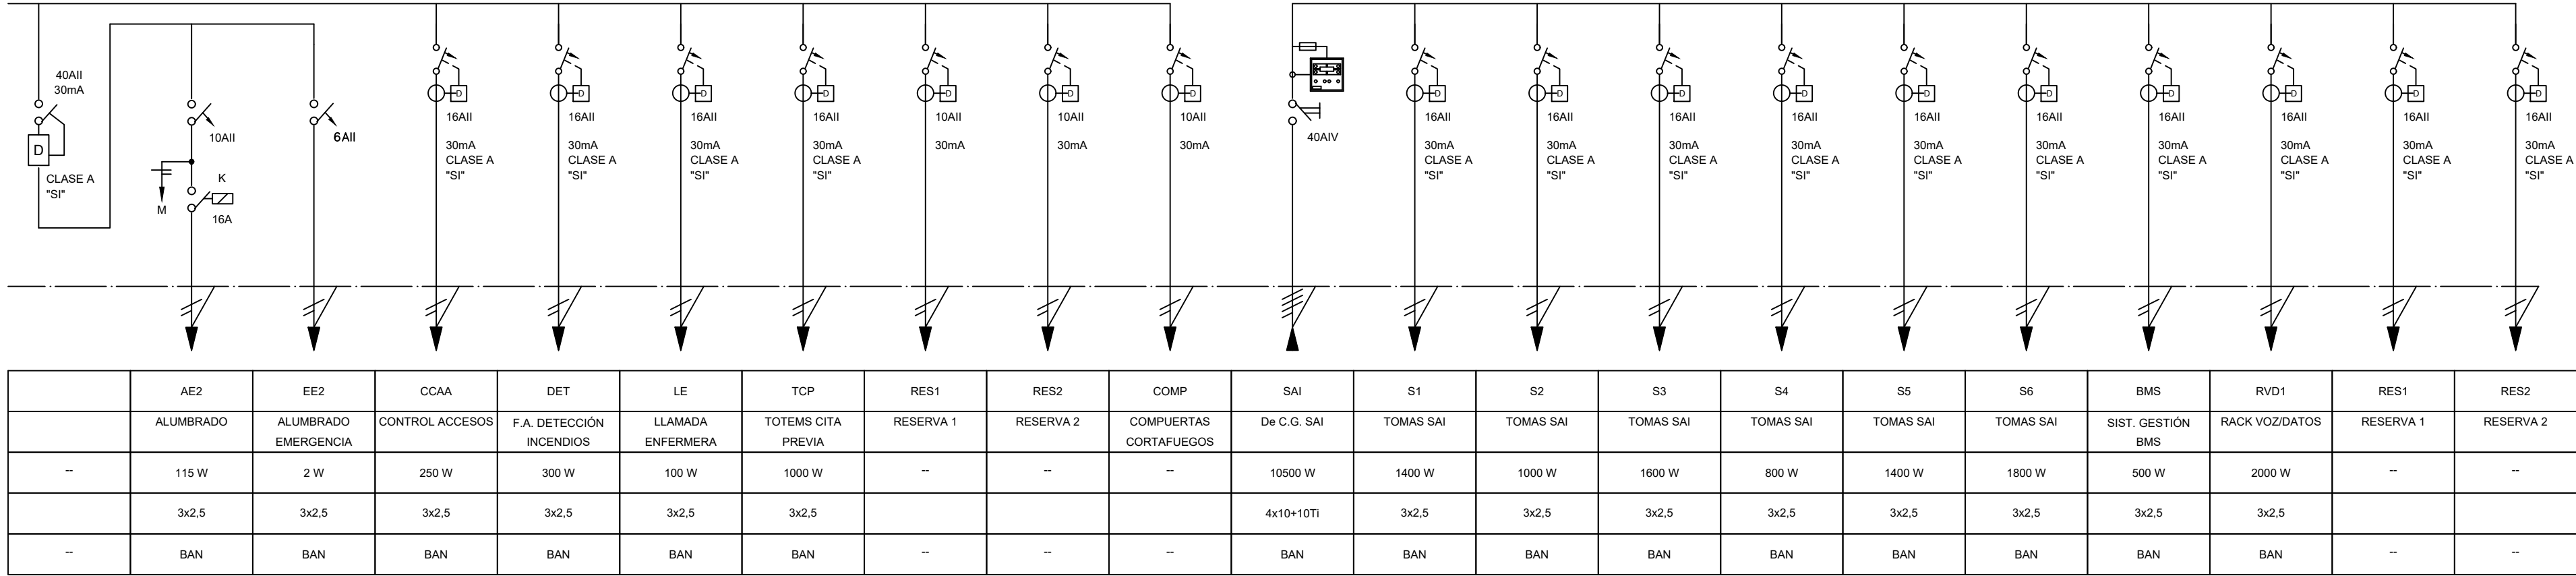 40AII
30mA
D
CLASE A
"SI"
10AII
K
M
16A
6AII
D
16AII
30mA
CLASE A
"SI"
D
16AII
30mA
CLASE A
"SI"
D
16AII
30mA
CLASE A
"SI"
D
16AII
30mA
CLASE A
"SI"
D
10AII
30mA
D
10AII
30mA
D
10AII
30mA
40AIV
D
16AII
30mA
CLASE A
"SI"
D
16AII
30mA
CLASE A
"SI"
D
16AII
30mA
CLASE A
"SI"
D
16AII
30mA
CLASE A
"SI"
D
16AII
30mA
CLASE A
"SI"
D
16AII
30mA
CLASE A
"SI"
D
16AII
30mA
CLASE A
"SI"
D
16AII
30mA
CLASE A
"SI"
D
16AII
30mA
CLASE A
"SI"
D
16AII
30mA
CLASE A
"SI"
AE2 EE2 CCAA DET LE TCP RES1 RES2 COMP SAI S1 S2 S3 S4 S5 S6 BMS RVD1 RES1 RES2
ALUMBRADO
ALUMBRADO
EMERGENCIA
CONTROL ACCESOS
F.A. DETECCIÓN
INCENDIOS
LLAMADA
ENFERMERA
TOTEMS CITA
PREVIA
RESERVA 1
RESERVA 2
COMPUERTAS
CORTAFUEGOS
De C.G. SAI
TOMAS SAI
TOMAS SAI
TOMAS SAI
TOMAS SAI
TOMAS SAI
TOMAS SAI
SIST. GESTIÓN
BMS
RACK VOZ/DATOS
RESERVA 1
RESERVA 2
-- 115 W 2 W 250 W 300 W 100 W 1000 W -- -- -- 10500 W 1400 W 1000 W 1600 W 800 W 1400 W 1800 W 500 W 2000 W -- --
3x2,5 3x2,5 3x2,5 3x2,5 3x2,5 3x2,5 4x10+10Ti 3x2,5 3x2,5 3x2,5 3x2,5 3x2,5 3x2,5 3x2,5 3x2,5
-- BAN BAN BAN BAN BAN BAN -- -- -- BAN BAN BAN BAN BAN BAN BAN BAN BAN -- --